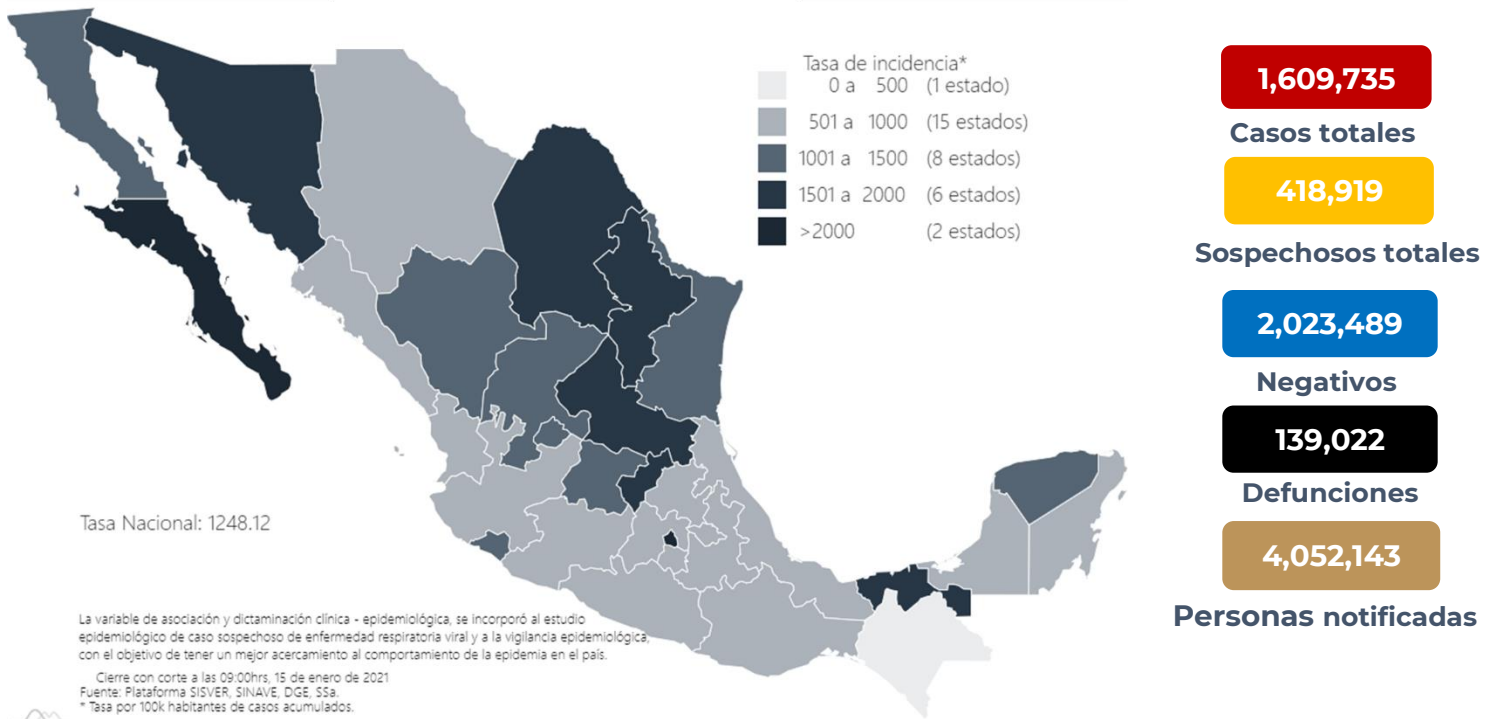 Tasa de incidencia*
0 a 500 (1 estado)
501 a 1000 (15 estados)
1001 a 1500 (8 estados)
1501 a 2000 (6 estados)
>2000 (2 estados)
Tasa Nacional: 1248.12
La variable de asociación y dictaminación clínica - epidemiológica, se incorporó al estudio
epidemiológico de caso sospechoso de enfermedad respiratoria viral y a la vigilancia epidemiológica,
con el objetivo de tener un mejor acercamiento al comportamiento de la epidemia en el país.
Cierre con corte a las 09:00hrs, 15 de enero de 2021
Fuente: Plataforma SISVER, SINAVE, DGE, SSa.
* Tasa por 100k habitantes de casos acumulados.
1,609,735
Casos totales
418,919
Sospechosos totales
2,023,489
Negativos
139,022
Defunciones
4,052,143
Personas notificadas